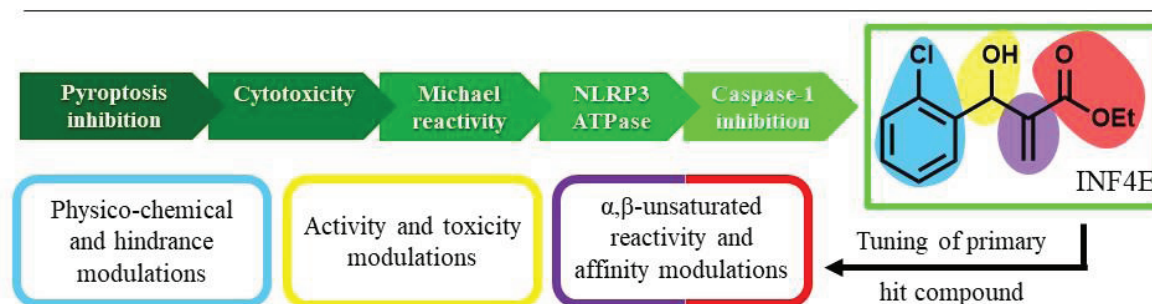 Pyroptosis
inhibition
Cytotoxicity
Michael
reactivity
NLRP3
ATPase
Caspase-1
inhibition
Cl
OH
O
OEt
INF4E
Physico-chemical
and hindrance
modulations
Activity and toxicity
modulations
α,β-unsaturated
reactivity and
affinity modulations
Tuning of primary
hit compound